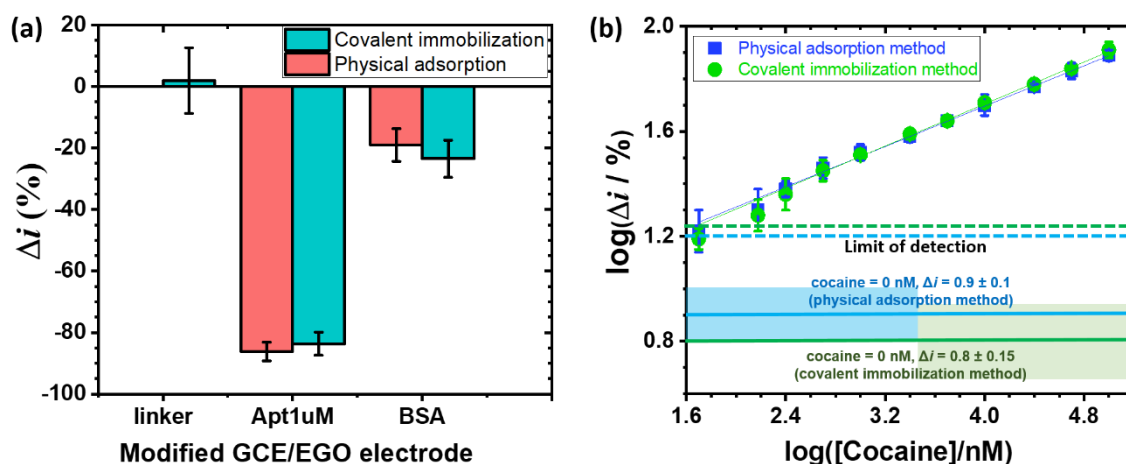 (a)
Covalent immobilization
Physical adsorption
20
0
-20
-40
-60
-80
-100
Δi (%)
linker
Apt1uM
BSA
Modified GCE/EGO electrode
(b)
Physical adsorption method
Covalent immobilization method
2.0
1.6
1.2
0.8
log(Δi / %)
Limit of detection
cocaine = 0 nM, Δi = 0.9 ± 0.1
(physical adsorption method)
cocaine = 0 nM, Δi = 0.8 ± 0.15
(covalent immobilization method)
1.6
2.4
3.2
4.0
4.8
log([Cocaine]/nM)